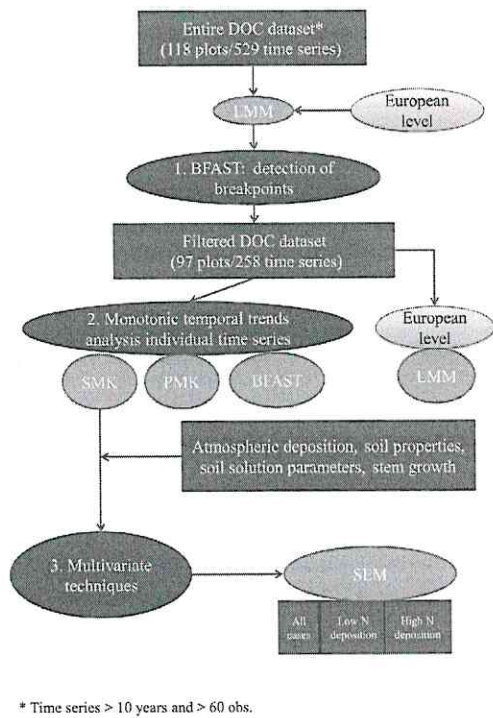 Entire DOC dataset*
(118 plots/529 time series)
LMM
European
level
1. BFAST: detection of
breakpoints
Filtered DOC dataset
(97 plots/258 time series)
2. Monotonic temporal trends
analysis individual time series
European
level
SMK
PMK
BFAST
LMM
Atmospheric deposition, soil properties,
soil solution parameters, stem growth
3. Multivariate
techniques
SEM
All
cases
Low N
deposition
High N
deposition
* Time series > 10 years and > 60 obs.